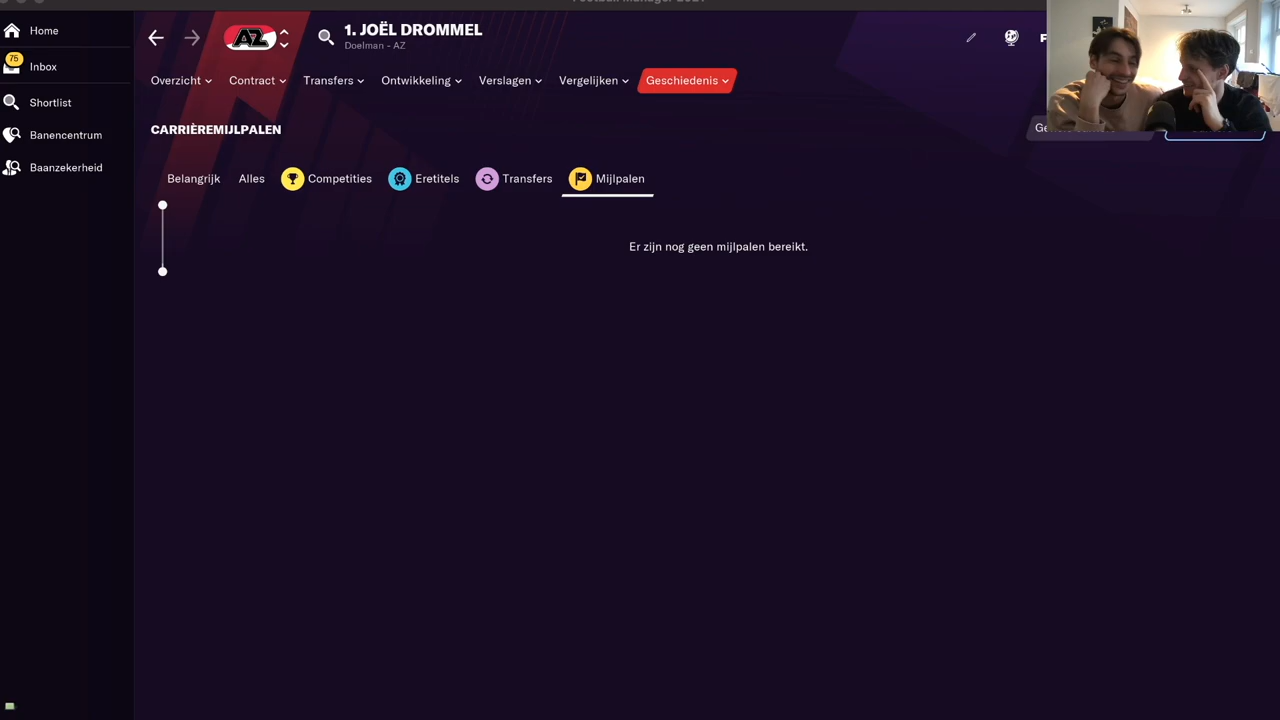 Home
75
Inbox
Shortlist
Banencentrum
Baanzekerheid
AZ
1. JOËL DROMMEL
Doelman - AZ
Overzicht
Contract
Transfers
Ontwikkeling
Verslagen
Vergelijken
Geschiedenis
CARRIÈREMIJLPALEN
Belangrijk
Alles
Competities
Eretitels
Transfers
Mijlpalen
Er zijn nog geen mijlpalen bereikt.